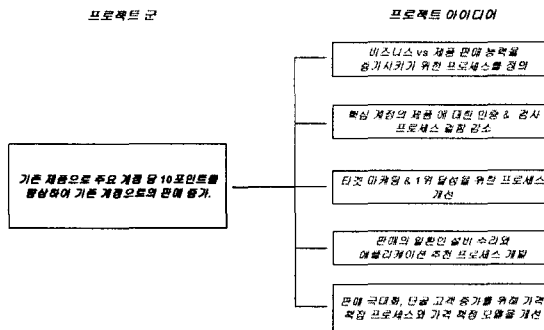 프로젝트 군
프로젝트 아이디어
비즈니스 vs 제품 판매 능력을
증가시키기 위한 프로세스를 정의
핵심 계정의 제품에 대한 인증 & 검사
프로세스 결함 감소
기존 제품으로 주요 계정 당 10포인트를
향상하여 기존 계정으로의 판매 증가.
타겟 마케팅 & 1위 달성을 위한 프로세스
개선
판매의 일환인 설비 수리와
애플리케이션 추천 프로세스 개발
판매 극대화, 단골 고객 증가를 위해 가격
책정 프로세스와 가격 책정 모델을 개선